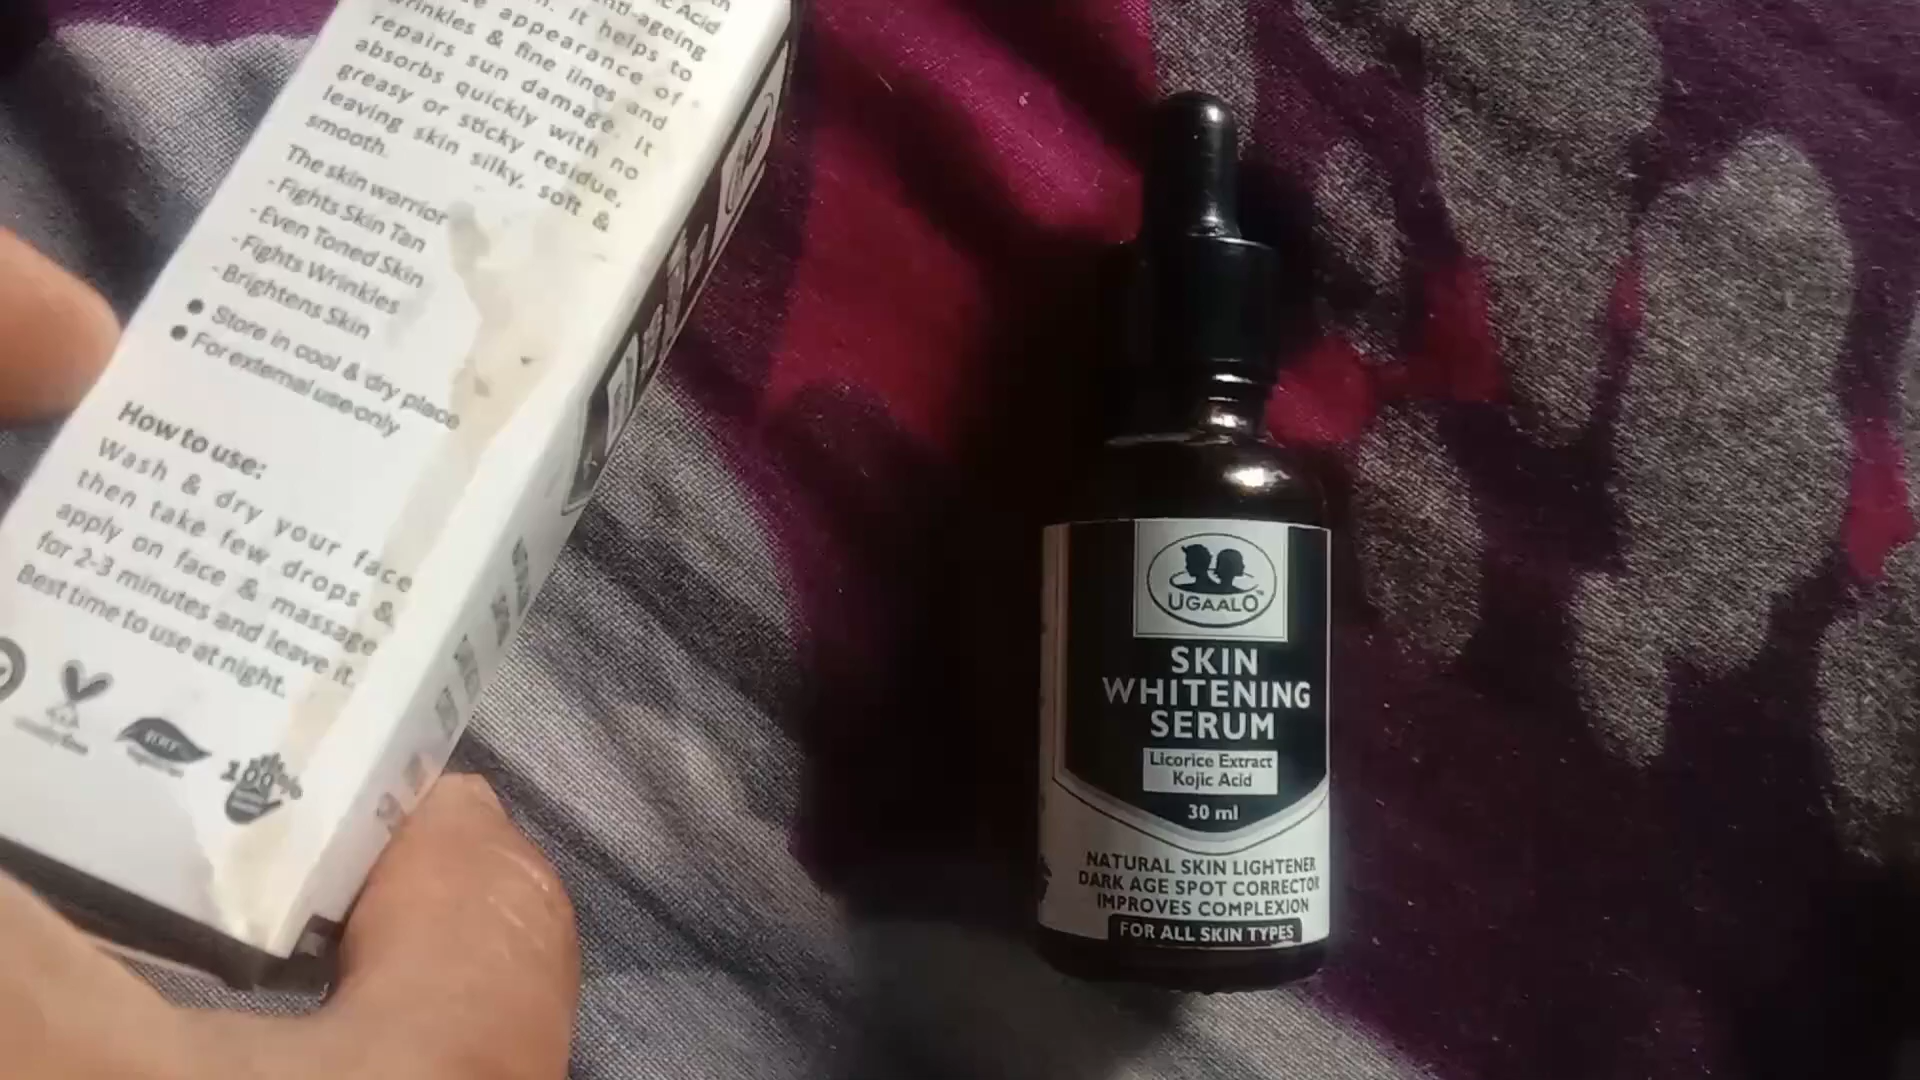 c Acid
anti-ageing
n. It helps to
appearance of
wrinkles & fine lines and
repairs sun damage. It
absorbs quickly with no
greasy or sticky residue,
leaving skin silky, soft &
smooth.
The skin warrior
- Fights Skin Tan
- Even Toned Skin
- Fights Wrinkles
- Brightens Skin
● Store in cool & dry place
● For external use only
How to use:
Wash & dry your face
then take few drops &
apply on face & massage
for 2-3 minutes and leave it.
Best time to use at night.
100%
UGAALO™
SKIN
WHITENING
SERUM
Licorice Extract
Kojic Acid
30 ml
NATURAL SKIN LIGHTENER
DARK AGE SPOT CORRECTOR
IMPROVES COMPLEXION
FOR ALL SKIN TYPES